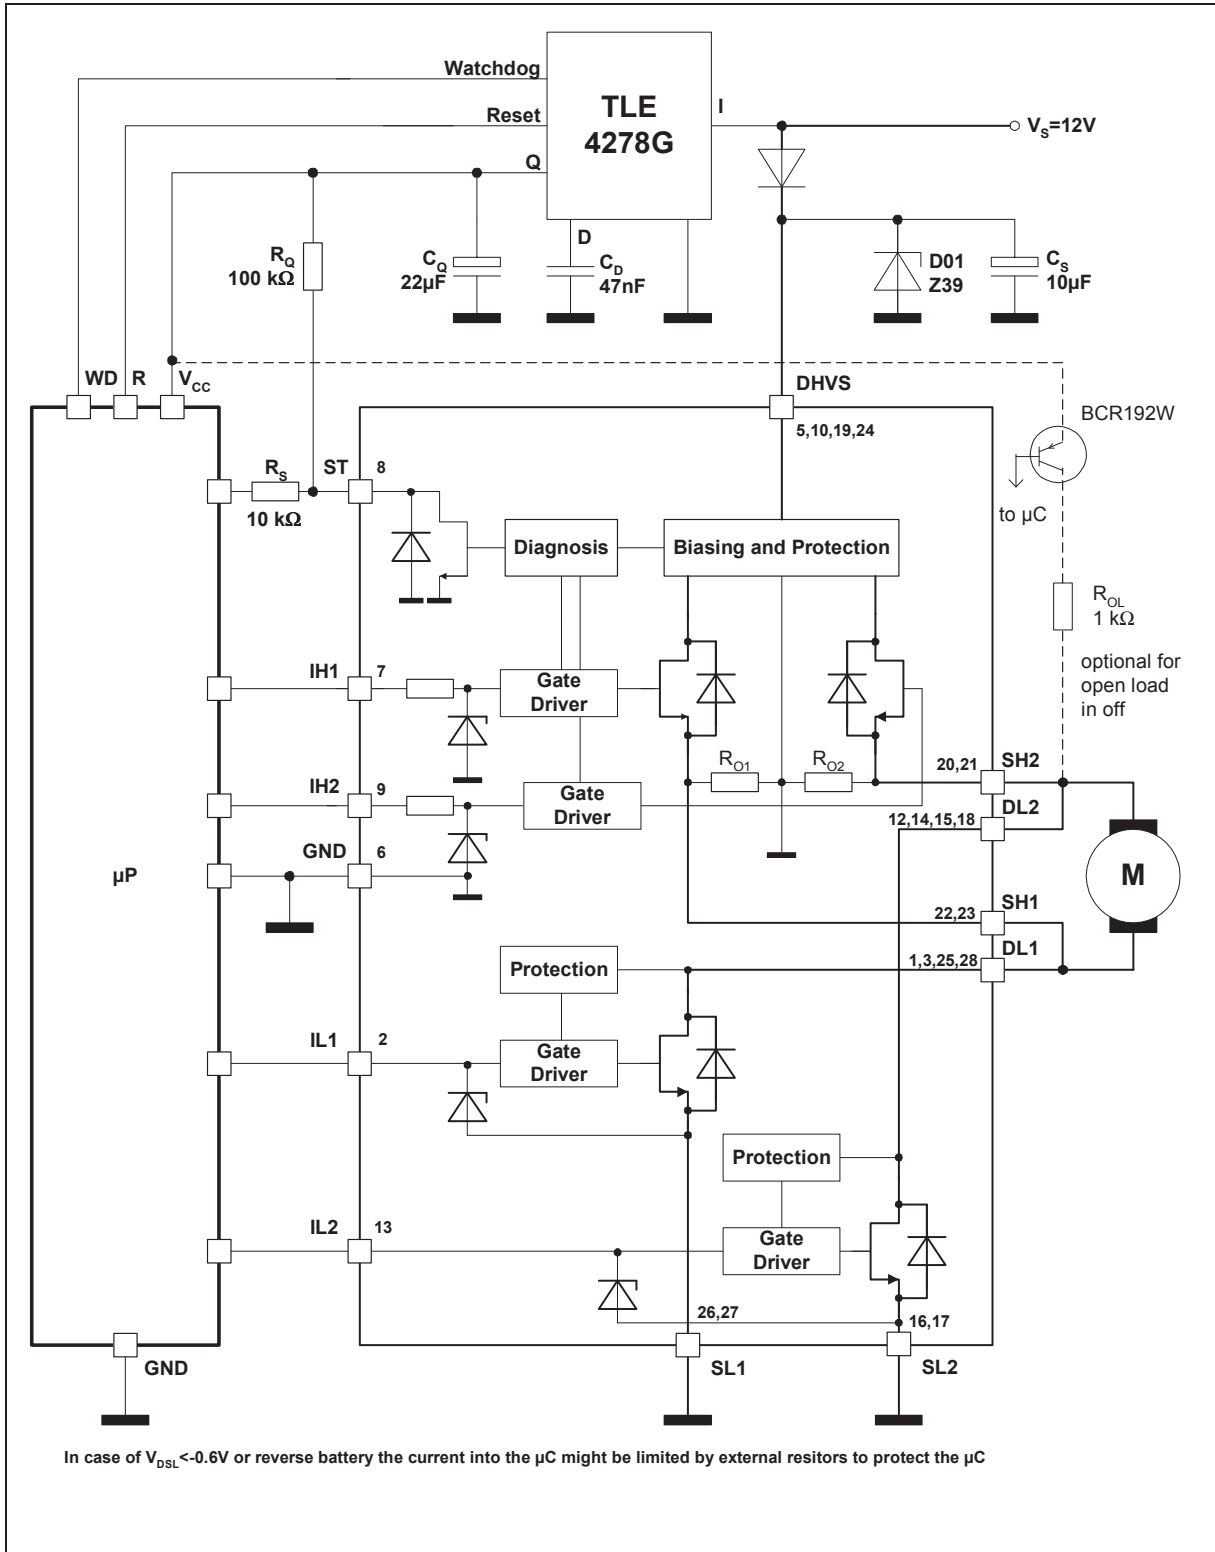 Watchdog
TLE
4278G
I
Reset
V_S=12V
Q
D
R_Q
100 kΩ
C_Q
22µF
C_D
47nF
D01
Z39
C_S
10µF
WD
R
V_CC
DHVS
5,10,19,24
BCR192W
R_S
10 kΩ
ST
8
to µC
Diagnosis
Biasing and Protection
R_OL
1 kΩ
optional for
open load
in off
IH1
7
Gate
Driver
R_O1
R_O2
20,21
SH2
IH2
9
Gate
Driver
12,14,15,18
DL2
GND
6
µP
M
SH1
22,23
DL1
1,3,25,28
Protection
IL1
2
Gate
Driver
Protection
IL2
13
Gate
Driver
26,27
16,17
GND
SL1
SL2
In case of V_DSL<-0.6V or reverse battery the current into the µC might be limited by external resitors to protect the µC